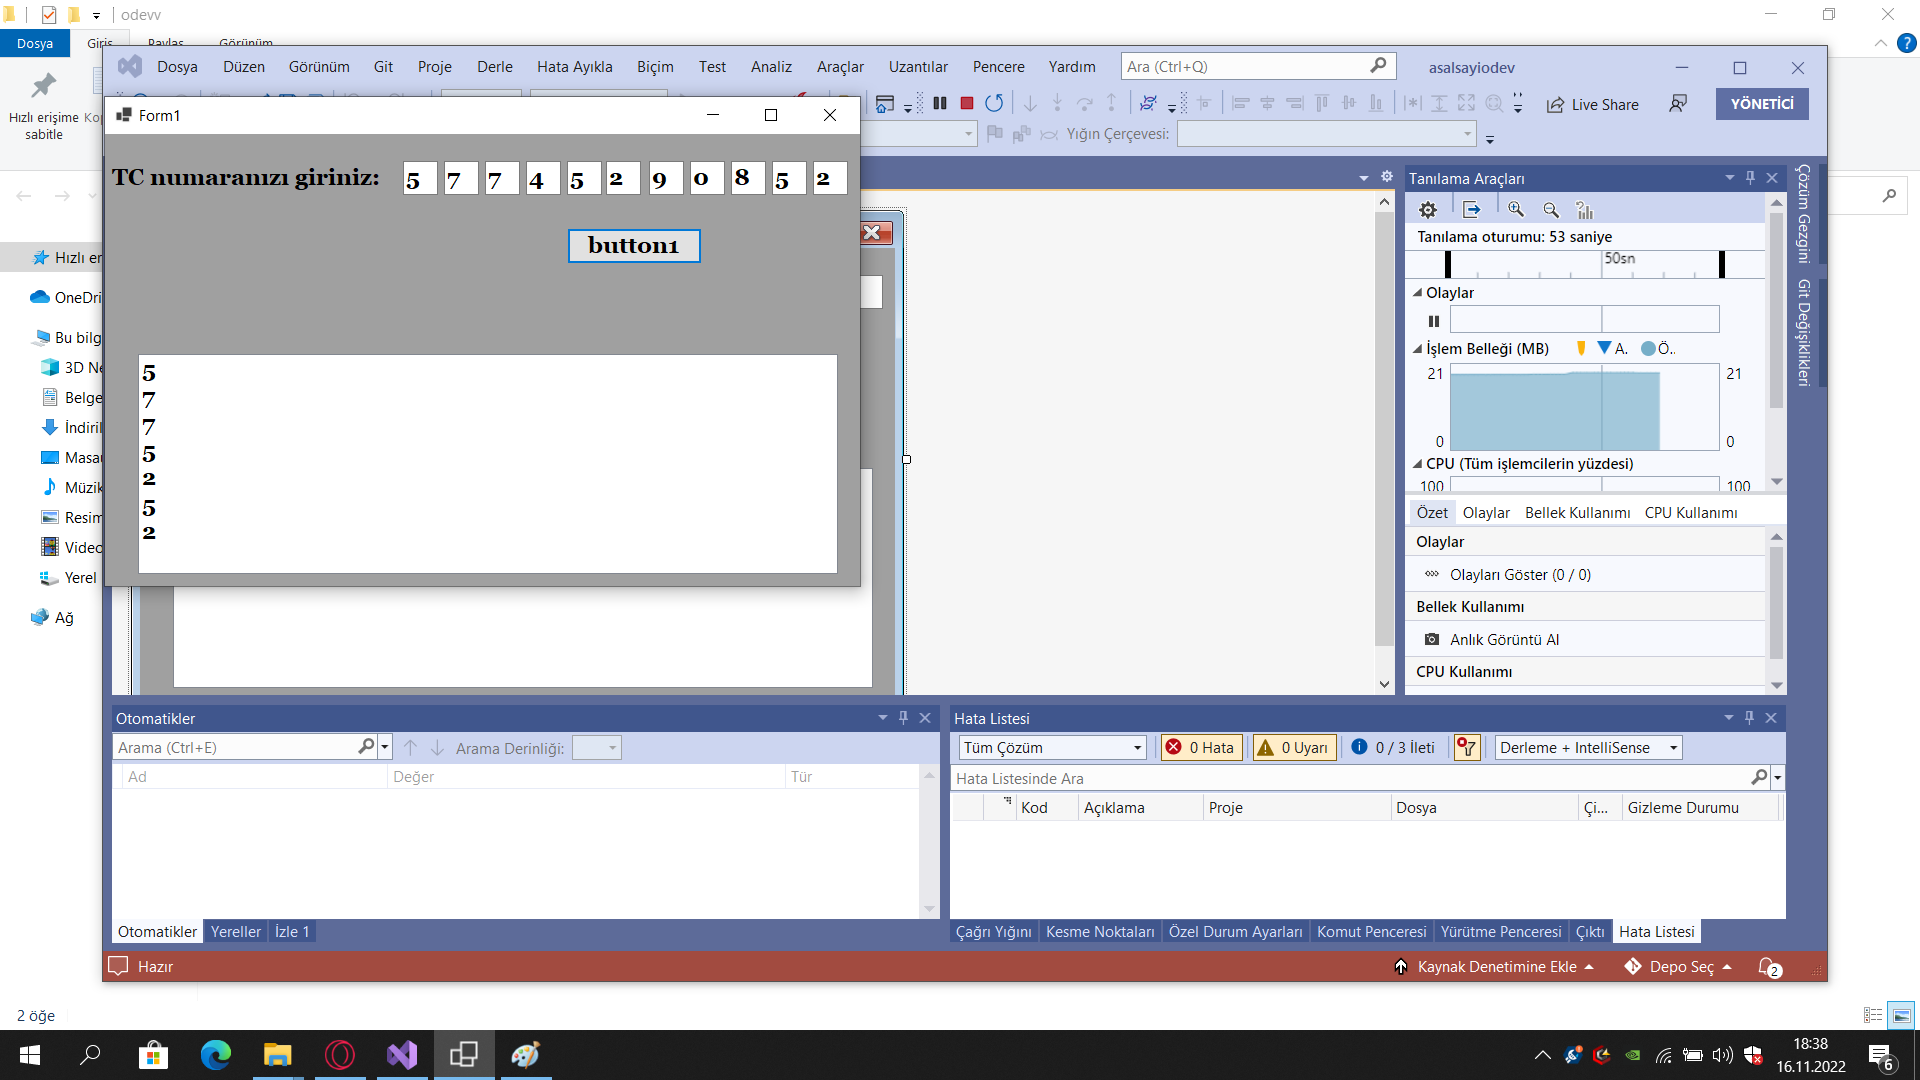 odevv
Dosya
Giriş
Paylaş
Görünüm
Hızlı erişime
sabitle
Dosya Düzen Görünüm Git Proje Derle Hata Ayıkla Biçim Test Analiz Araçlar Uzantılar Pencere Yardım
Ara (Ctrl+Q)
asalsayiodev
Live Share
YÖNETİCİ
Yığın Çerçevesi:
Form1
TC numaranızı giriniz: 5 7 7 4 5 2 9 0 8 5 2
button1
5
7
7
5
2
5
2
Hızlı er
OneDri
Bu bilg
3D Ne
Belge
İndiril
Masaü
Müzik
Resim
Video
Yerel
Ağ
2 öğe
Tanılama Araçları
Tanılama oturumu: 53 saniye
50sn
Olaylar
İşlem Belleği (MB) A. Ö..
21 21
0 0
CPU (Tüm işlemcilerin yüzdesi)
100 100
Özet Olaylar Bellek Kullanımı CPU Kullanımı
Olaylar
Olayları Göster (0 / 0)
Bellek Kullanımı
Anlık Görüntü Al
CPU Kullanımı
Çözüm Gezgini
Git Değişiklikleri
Otomatikler
Arama (Ctrl+E)
Arama Derinliği:
Ad Değer Tür
Otomatikler Yereller İzle 1
Hata Listesi
Tüm Çözüm
0 Hata
0 Uyarı
0 / 3 İleti
Derleme + IntelliSense
Hata Listesinde Ara
Kod Açıklama Proje Dosya Çi... Gizleme Durumu
Çağrı Yığını Kesme Noktaları Özel Durum Ayarları Komut Penceresi Yürütme Penceresi Çıktı Hata Listesi
Hazır
Kaynak Denetimine Ekle
Depo Seç
2
18:38
16.11.2022
6